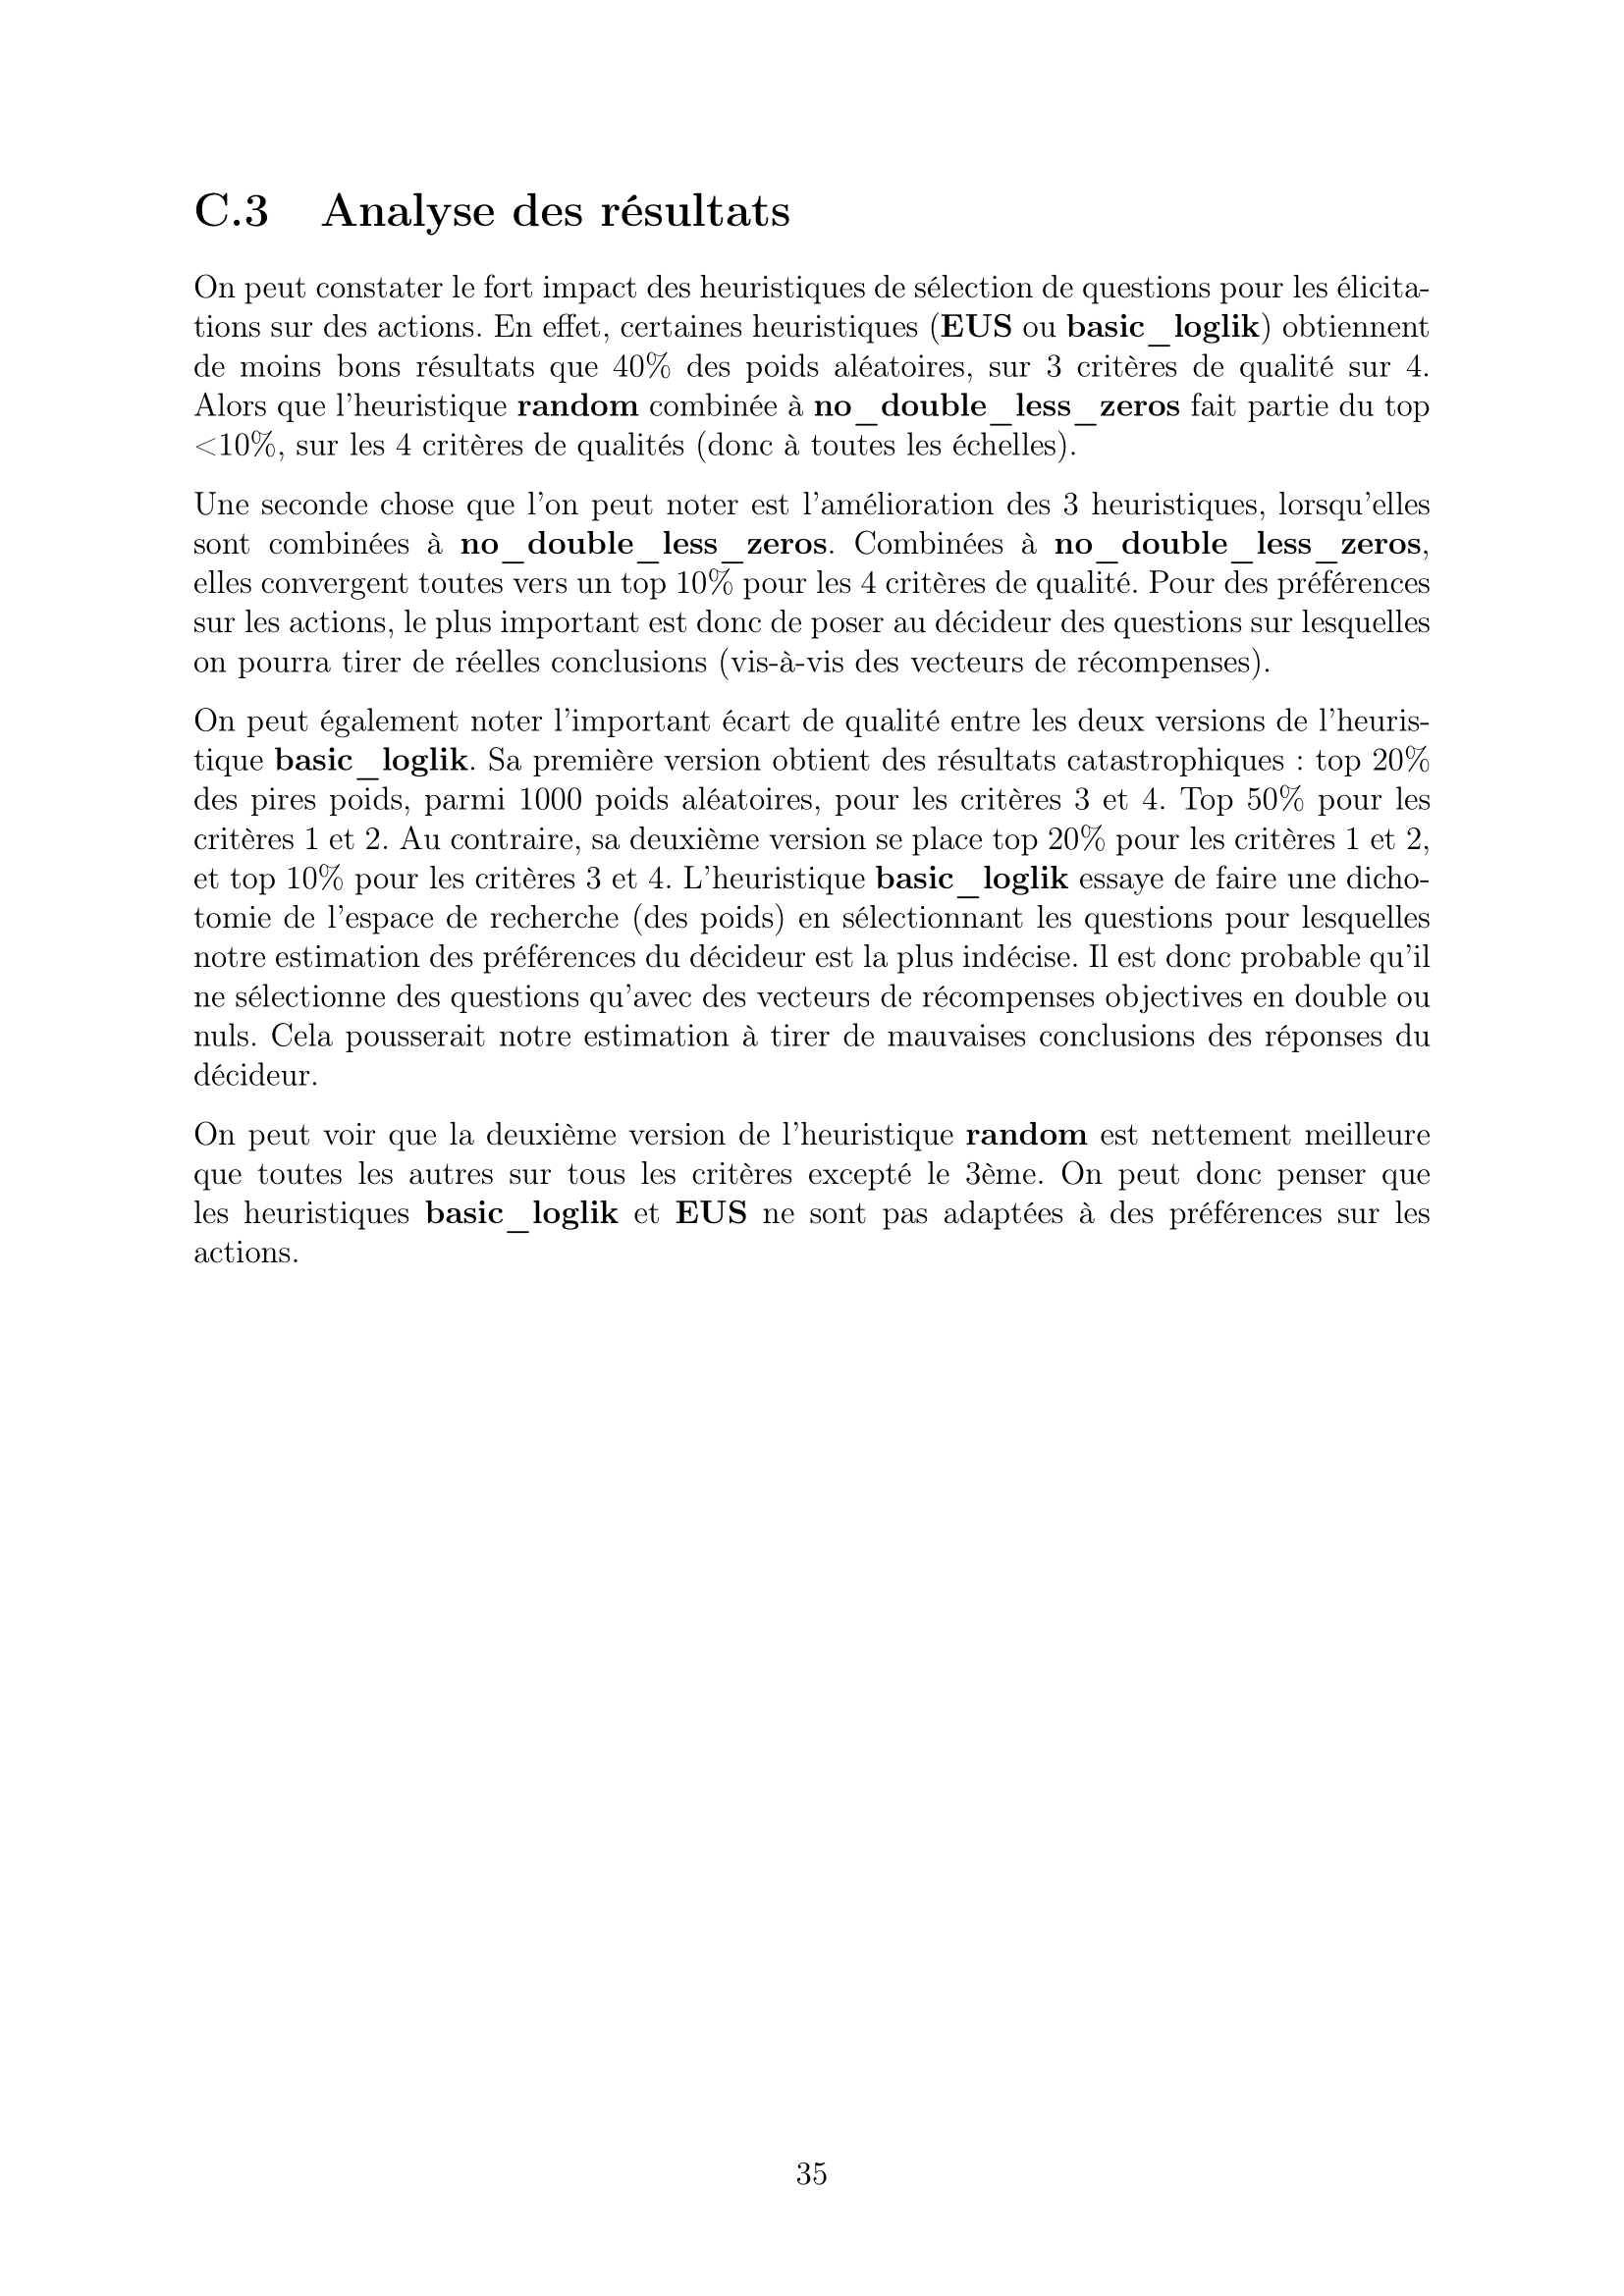 C.3 Analyse des résultats
On peut constater le fort impact des heuristiques de sélection de questions pour les élicita-
tions sur des actions. En effet, certaines heuristiques (EUS ou basic_loglik) obtiennent
de moins bons résultats que 40% des poids aléatoires, sur 3 critères de qualité sur 4.
Alors que l'heuristique random combinée à no_double_less_zeros fait partie du top
<10%, sur les 4 critères de qualités (donc à toutes les échelles).
Une seconde chose que l'on peut noter est l'amélioration des 3 heuristiques, lorsqu'elles
sont combinées à no_double_less_zeros. Combinées à no_double_less_zeros,
elles convergent toutes vers un top 10% pour les 4 critères de qualité. Pour des préférences
sur les actions, le plus important est donc de poser au décideur des questions sur lesquelles
on pourra tirer de réelles conclusions (vis-à-vis des vecteurs de récompenses).
On peut également noter l'important écart de qualité entre les deux versions de l'heuris-
tique basic_loglik. Sa première version obtient des résultats catastrophiques : top 20%
des pires poids, parmi 1000 poids aléatoires, pour les critères 3 et 4. Top 50% pour les
critères 1 et 2. Au contraire, sa deuxième version se place top 20% pour les critères 1 et 2,
et top 10% pour les critères 3 et 4. L'heuristique basic_loglik essaye de faire une dicho-
tomie de l'espace de recherche (des poids) en sélectionnant les questions pour lesquelles
notre estimation des préférences du décideur est la plus indécise. Il est donc probable qu'il
ne sélectionne des questions qu'avec des vecteurs de récompenses objectives en double ou
nuls. Cela pousserait notre estimation à tirer de mauvaises conclusions des réponses du
décideur.
On peut voir que la deuxième version de l'heuristique random est nettement meilleure
que toutes les autres sur tous les critères excepté le 3ème. On peut donc penser que
les heuristiques basic_loglik et EUS ne sont pas adaptées à des préférences sur les
actions.
35